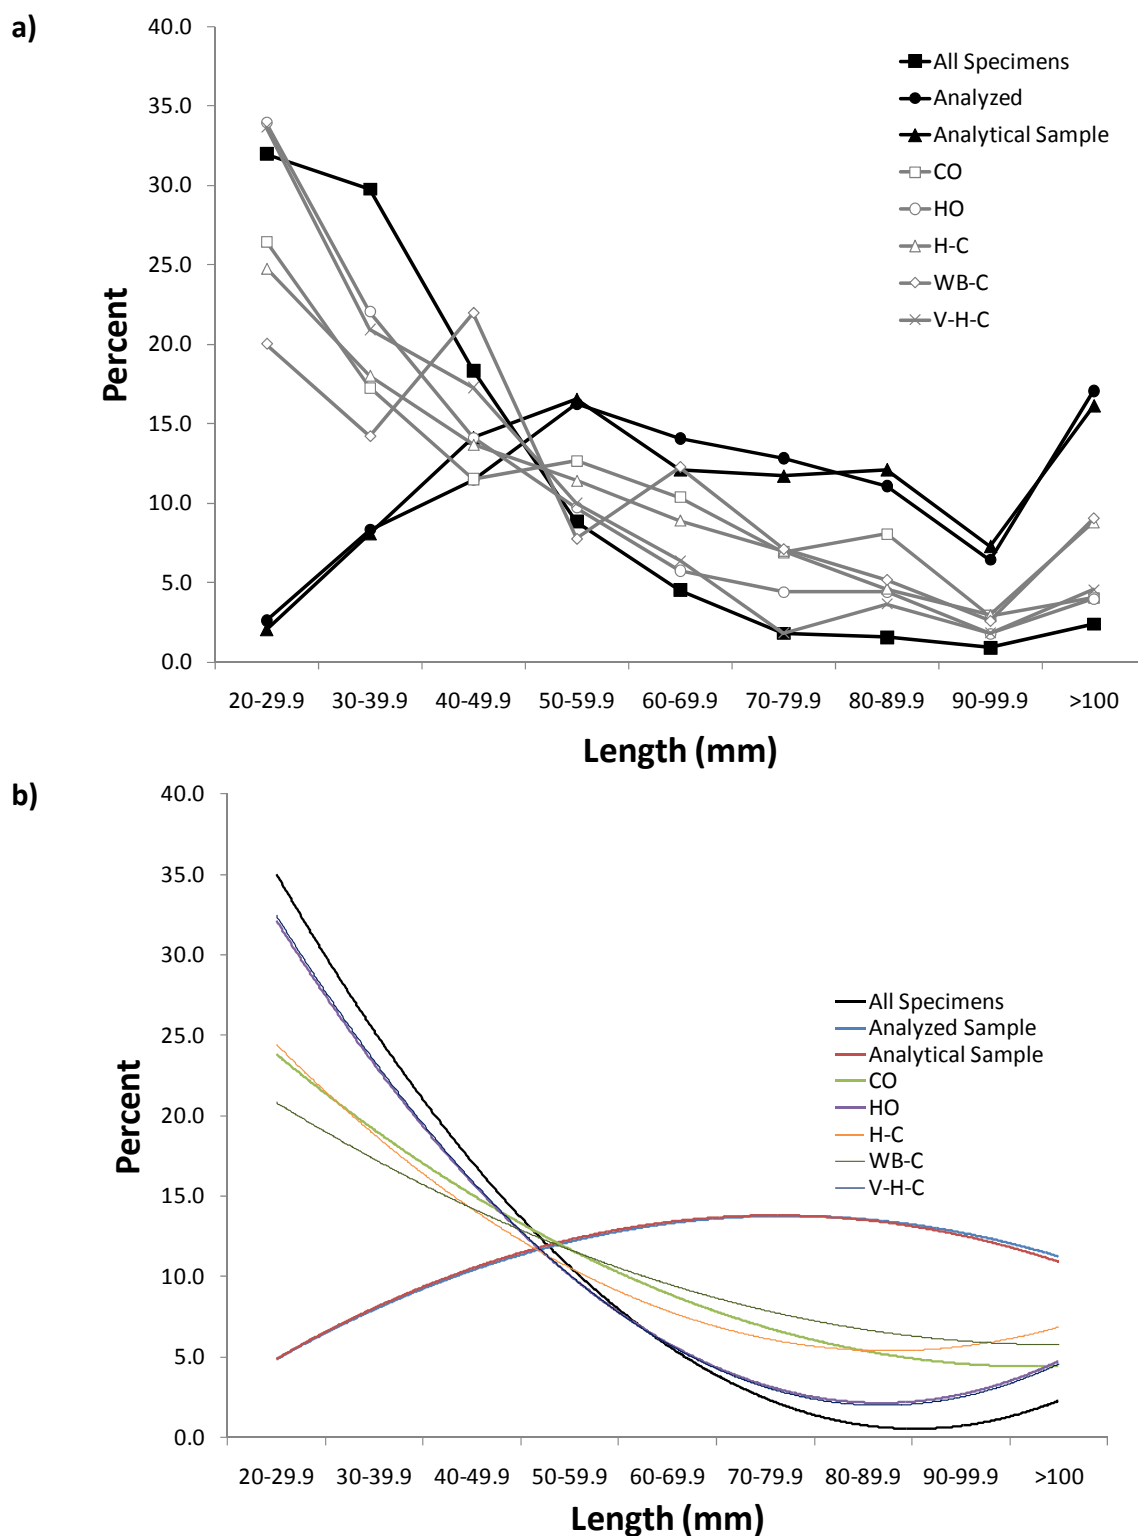 a)
40.0
35.0
30.0
25.0
20.0
15.0
10.0
5.0
0.0
Percent
All Specimens
Analyzed
Analytical Sample
CO
HO
H-C
WB-C
V-H-C
20-29.9 30-39.9 40-49.9 50-59.9 60-69.9 70-79.9 80-89.9 90-99.9 >100
Length (mm)
b)
40.0
35.0
30.0
25.0
20.0
15.0
10.0
5.0
0.0
Percent
All Specimens
Analyzed Sample
Analytical Sample
CO
HO
H-C
WB-C
V-H-C
20-29.9 30-39.9 40-49.9 50-59.9 60-69.9 70-79.9 80-89.9 90-99.9 >100
Length (mm)